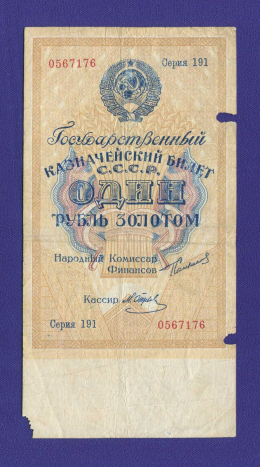 0567176 Серия 191
Государственный
КАЗНАЧЕЙСКИЙ БИЛЕТ
С.С.С.Р.
ОДИН
РУБЛЬ ЗОЛОТОМ
Народный Комиссар
Финансов
Кассир
Серия 191 0567176